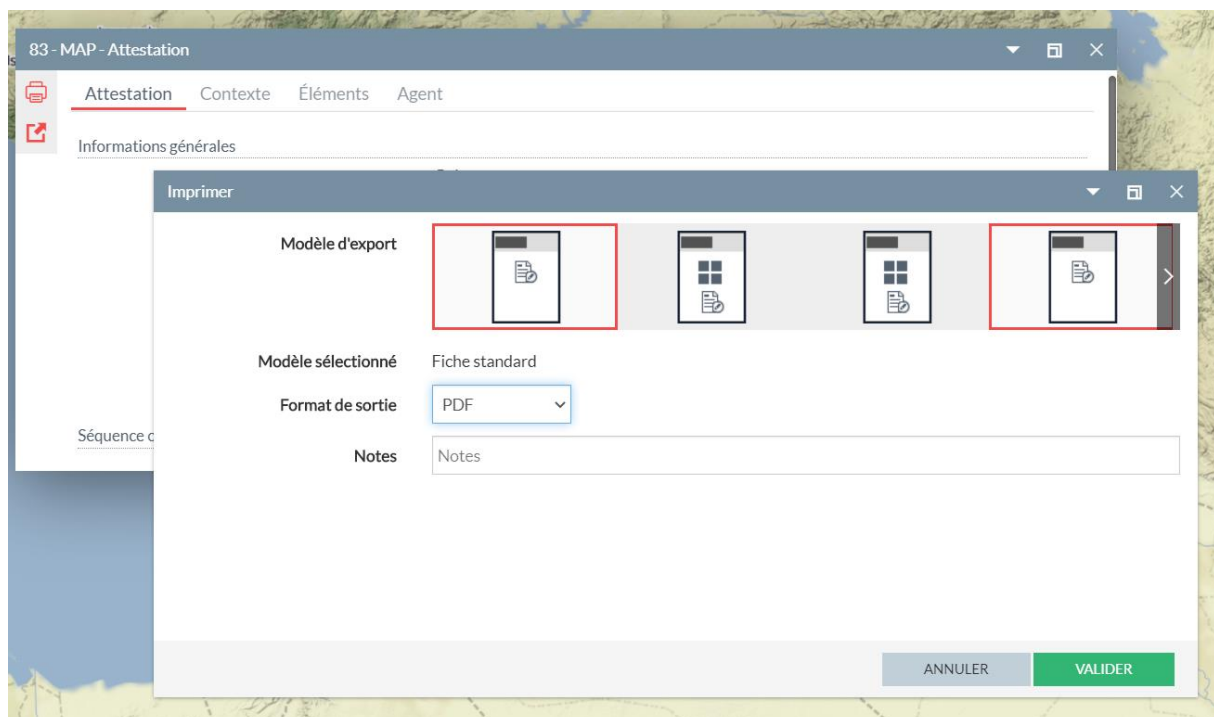 83 - MAP - Attestation
Attestation Contexte Éléments Agent
Informations générales
Imprimer
Modèle d'export
Modèle sélectionné Fiche standard
Format de sortie PDF
Séquence
Notes Notes
ANNULER VALIDER